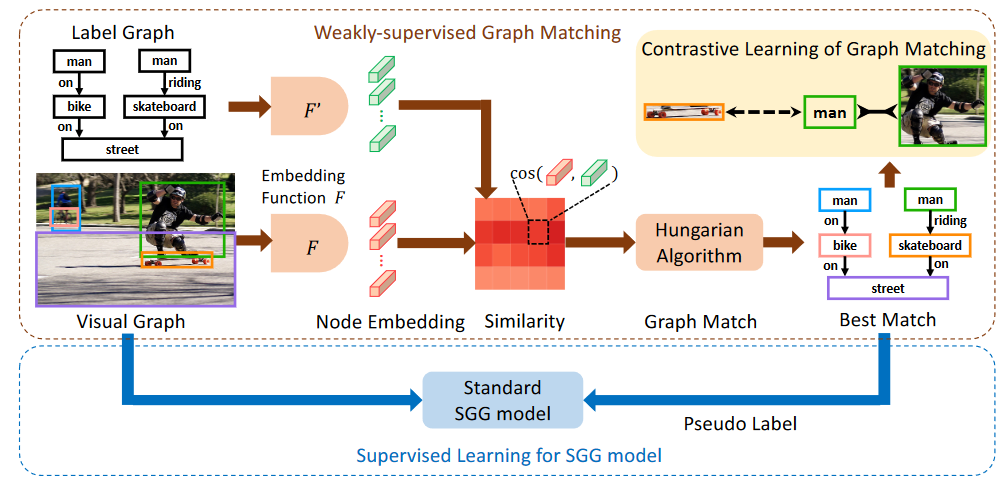 Label Graph
Weakly-supervised Graph Matching
Contrastive Learning of Graph Matching
man
man
on
riding
bike
skateboard
on
on
street
F'
man
cos( , )
Embedding
Function F
F
Hungarian
Algorithm
man
man
on
riding
bike
skateboard
on
on
street
Visual Graph
Node Embedding
Similarity
Graph Match
Best Match
Standard
SGG model
Pseudo Label
Supervised Learning for SGG model